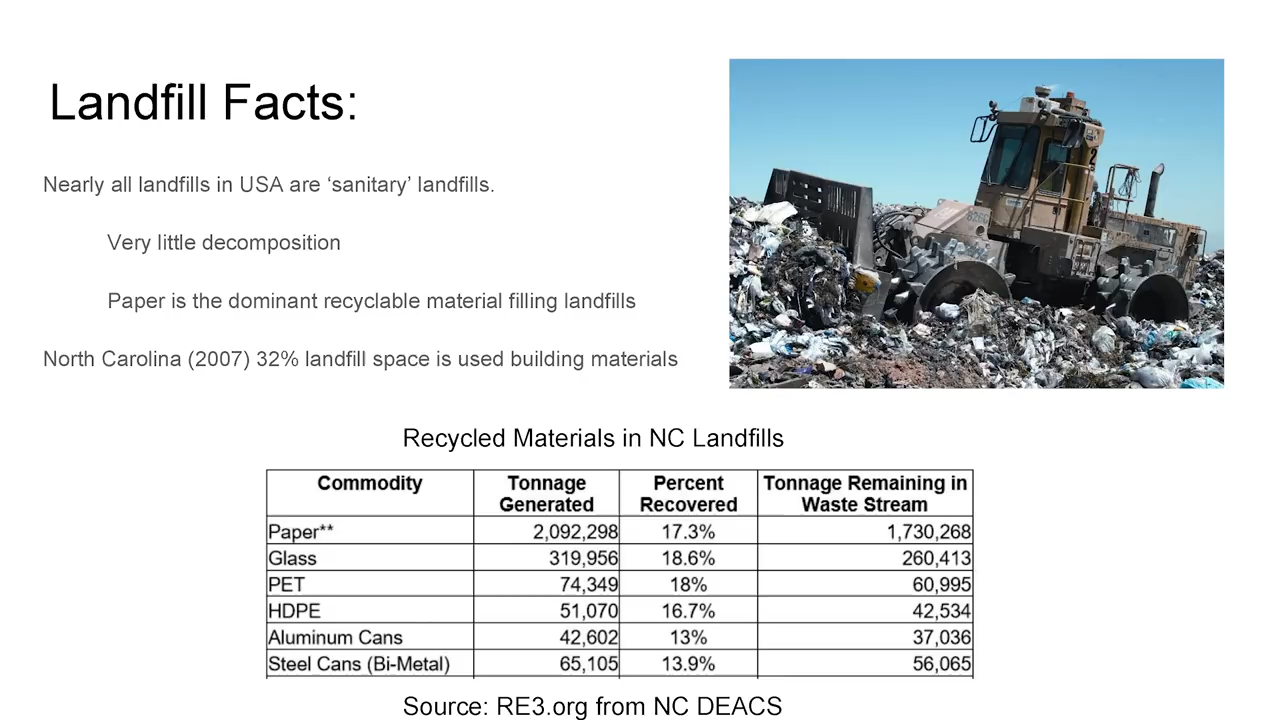 Landfill Facts:
Nearly all landfills in USA are ‘sanitary’ landfills.
Very little decomposition
Paper is the dominant recyclable material filling landfills
North Carolina (2007) 32% landfill space is used building materials
Recycled Materials in NC Landfills
Commodity Tonnage Generated Percent Recovered Tonnage Remaining in Waste Stream
Paper** 2,092,298 17.3% 1,730,268
Glass 319,956 18.6% 260,413
PET 74,349 18% 60,995
HDPE 51,070 16.7% 42,534
Aluminum Cans 42,602 13% 37,036
Steel Cans (Bi-Metal) 65,105 13.9% 56,065
Source: RE3.org from NC DEACS